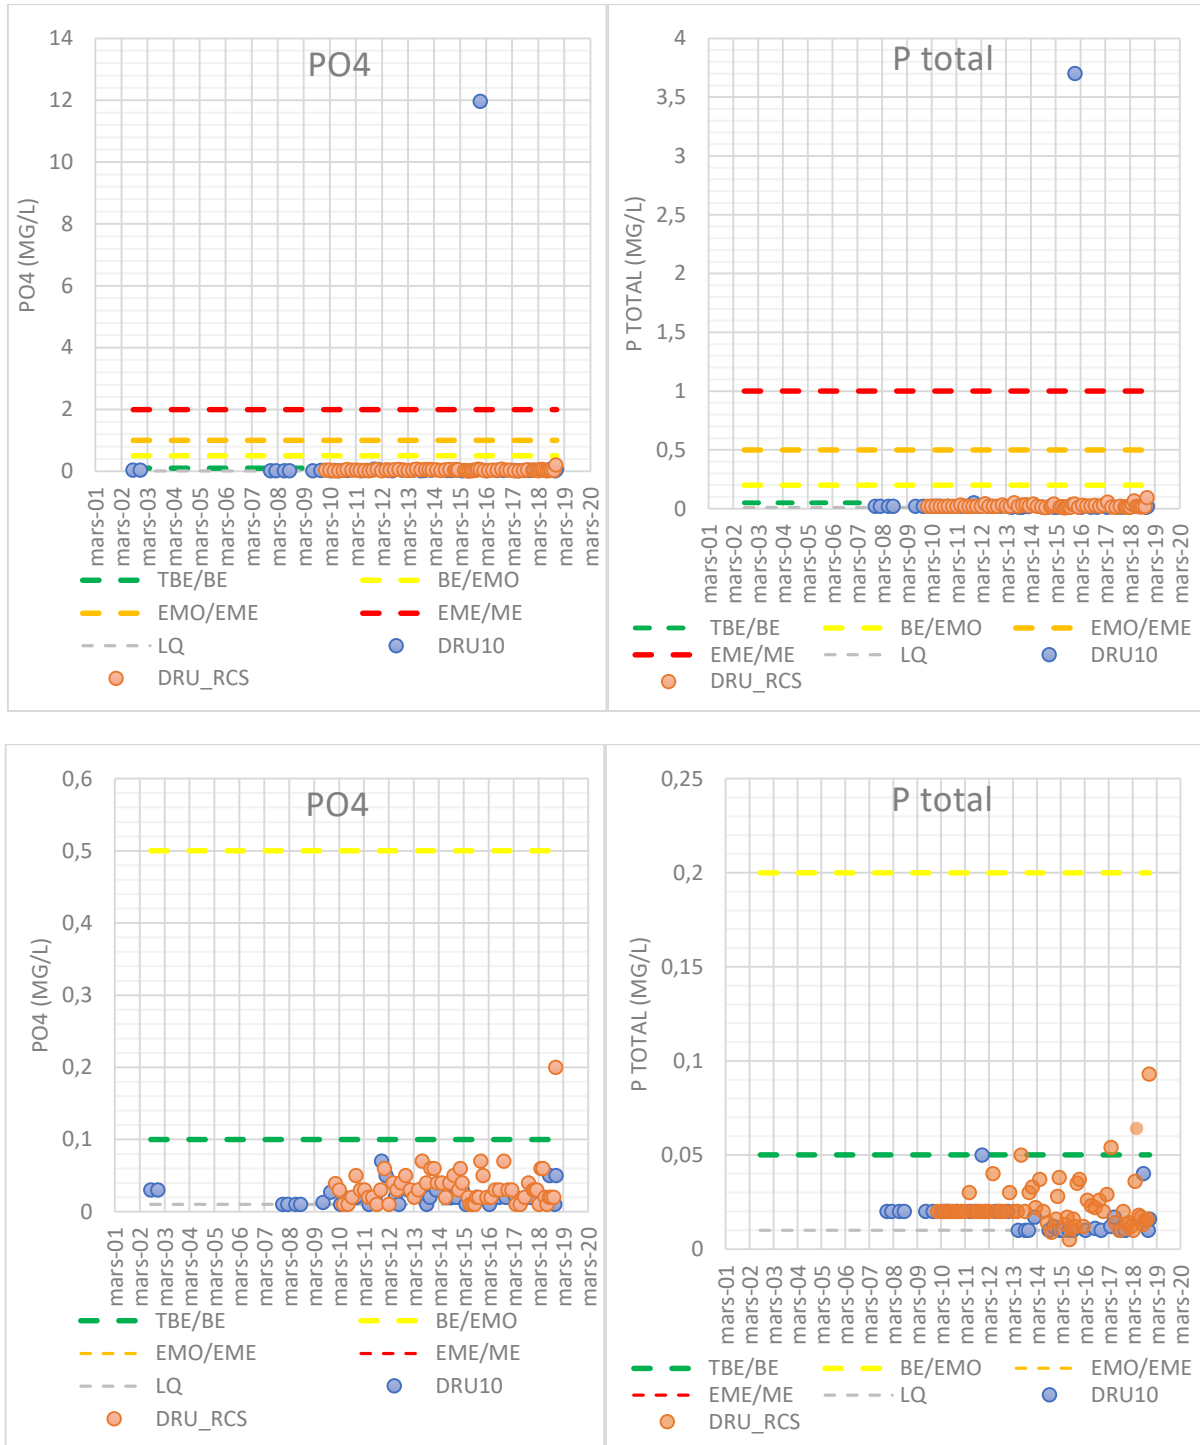 PO4
PO4 (MG/L)
14
12
10
8
6
4
2
0
mars-01
mars-02
mars-03
mars-04
mars-05
mars-06
mars-07
mars-08
mars-09
mars-10
mars-11
mars-12
mars-13
mars-14
mars-15
mars-16
mars-17
mars-18
mars-19
mars-20
TBE/BE BE/EMO
EMO/EME EME/ME
LQ DRU10
DRU_RCS
P total
P TOTAL (MG/L)
4
3,5
3
2,5
2
1,5
1
0,5
0
mars-01
mars-02
mars-03
mars-04
mars-05
mars-06
mars-07
mars-08
mars-09
mars-10
mars-11
mars-12
mars-13
mars-14
mars-15
mars-16
mars-17
mars-18
mars-19
mars-20
TBE/BE BE/EMO EMO/EME
EME/ME LQ DRU10
DRU_RCS
PO4
PO4 (MG/L)
0,6
0,5
0,4
0,3
0,2
0,1
0
mars-01
mars-02
mars-03
mars-04
mars-05
mars-06
mars-07
mars-08
mars-09
mars-10
mars-11
mars-12
mars-13
mars-14
mars-15
mars-16
mars-17
mars-18
mars-19
mars-20
TBE/BE BE/EMO
EMO/EME EME/ME
LQ DRU10
DRU_RCS
P total
P TOTAL (MG/L)
0,25
0,2
0,15
0,1
0,05
0
mars-01
mars-02
mars-03
mars-04
mars-05
mars-06
mars-07
mars-08
mars-09
mars-10
mars-11
mars-12
mars-13
mars-14
mars-15
mars-16
mars-17
mars-18
mars-19
mars-20
TBE/BE BE/EMO EMO/EME
EME/ME LQ DRU10
DRU_RCS